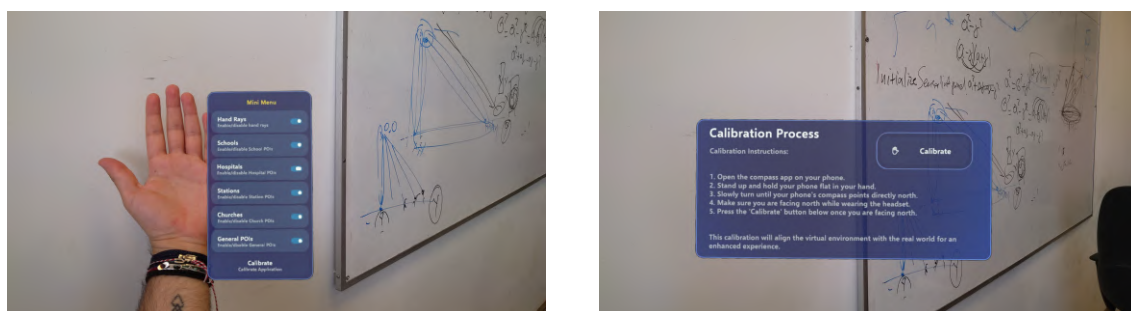 Mini Menu
Hand Rays
Enable/disable hand rays
Schools
Enable/disable School POIs
Hospitals
Enable/disable Hospital POIs
Stations
Enable/disable Station POIs
Churches
Enable/disable Church POIs
General POIs
Enable/disable General POIs
Calibrate
Calibrate Application
0,0
Initialize
Calibration Process
Calibrate
Calibration Instructions:
1. Open the compass app on your phone.
2. Stand up and hold your phone flat in your hand.
3. Slowly turn until your phone's compass points directly north.
4. Make sure you are facing north while wearing the headset.
5. Press the 'Calibrate' button below once you are facing north.
This calibration will align the virtual environment with the real world for an
enhanced experience.